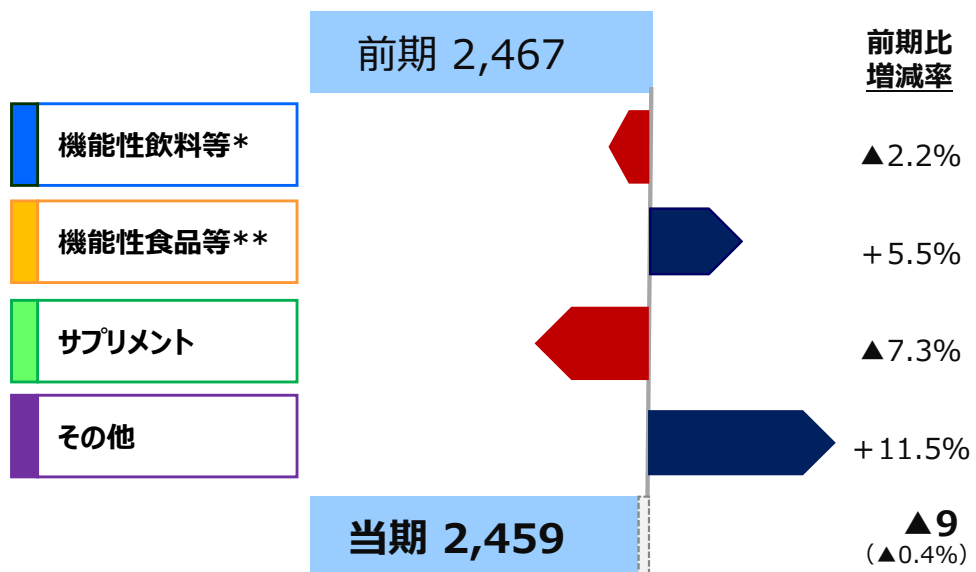 前期 2,467
前期比
増減率
機能性飲料等*
▲2.2%
機能性食品等**
+5.5%
サプリメント
▲7.3%
その他
+11.5%
当期 2,459
▲9
(▲0.4%)